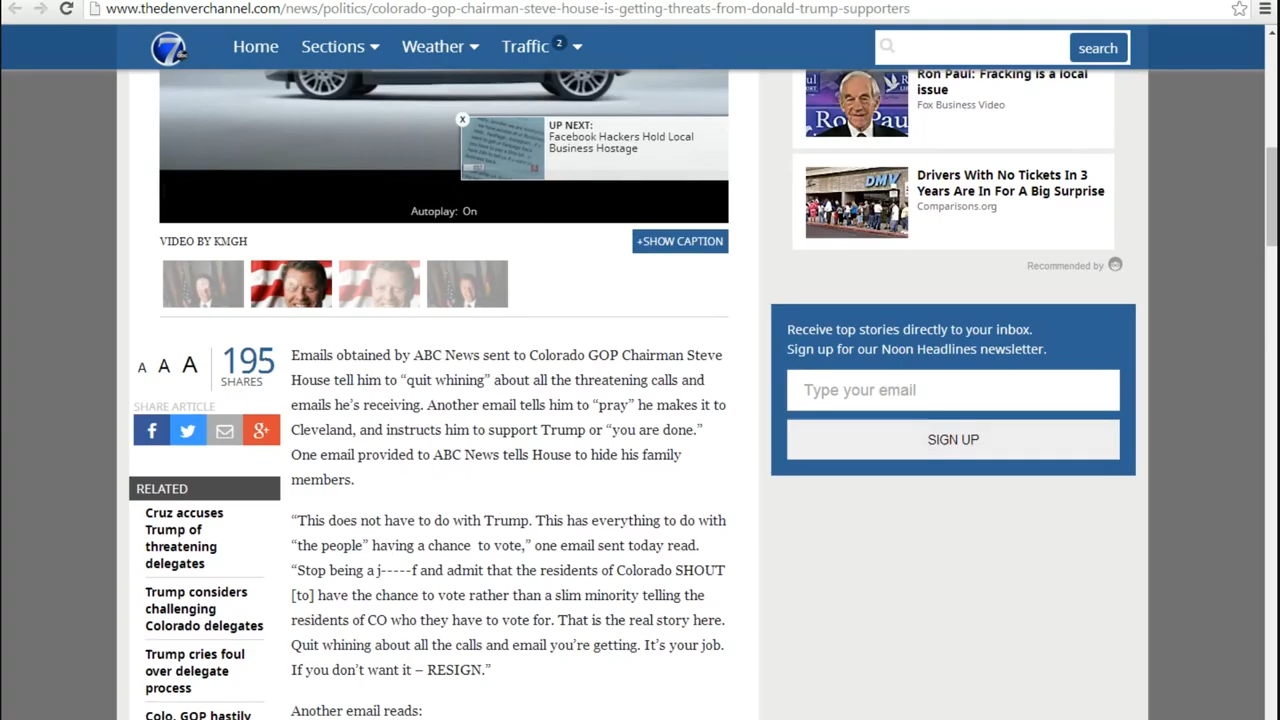 www.thedenverchannel.com/news/politics/colorado-gop-chairman-steve-house-is-getting-threats-from-donald-trump-supporters
7 Home Sections Weather Traffic 2 search
UP NEXT:
Facebook Hackers Hold Local
Business Hostage
Autoplay: On
VIDEO BY KMGH
+SHOW CAPTION
195
SHARES
A A A
SHARE ARTICLE
RELATED
Cruz accuses
Trump of
threatening
delegates
Trump considers
challenging
Colorado delegates
Trump cries foul
over delegate
process
Colo. GOP hastily
Emails obtained by ABC News sent to Colorado GOP Chairman Steve
House tell him to “quit whining” about all the threatening calls and
emails he’s receiving. Another email tells him to “pray” he makes it to
Cleveland, and instructs him to support Trump or “you are done.”
One email provided to ABC News tells House to hide his family
members.
“This does not have to do with Trump. This has everything to do with
“the people” having a chance to vote,” one email sent today read.
“Stop being a j-----f and admit that the residents of Colorado SHOUT
[to] have the chance to vote rather than a slim minority telling the
residents of CO who they have to vote for. That is the real story here.
Quit whining about all the calls and email you’re getting. It’s your job.
If you don’t want it – RESIGN.”
Another email reads:
Ron Paul: Fracking is a local
issue
Fox Business Video
DMV
Drivers With No Tickets In 3
Years Are In For A Big Surprise
Comparisons.org
Recommended by
Receive top stories directly to your inbox.
Sign up for our Noon Headlines newsletter.
Type your email
SIGN UP